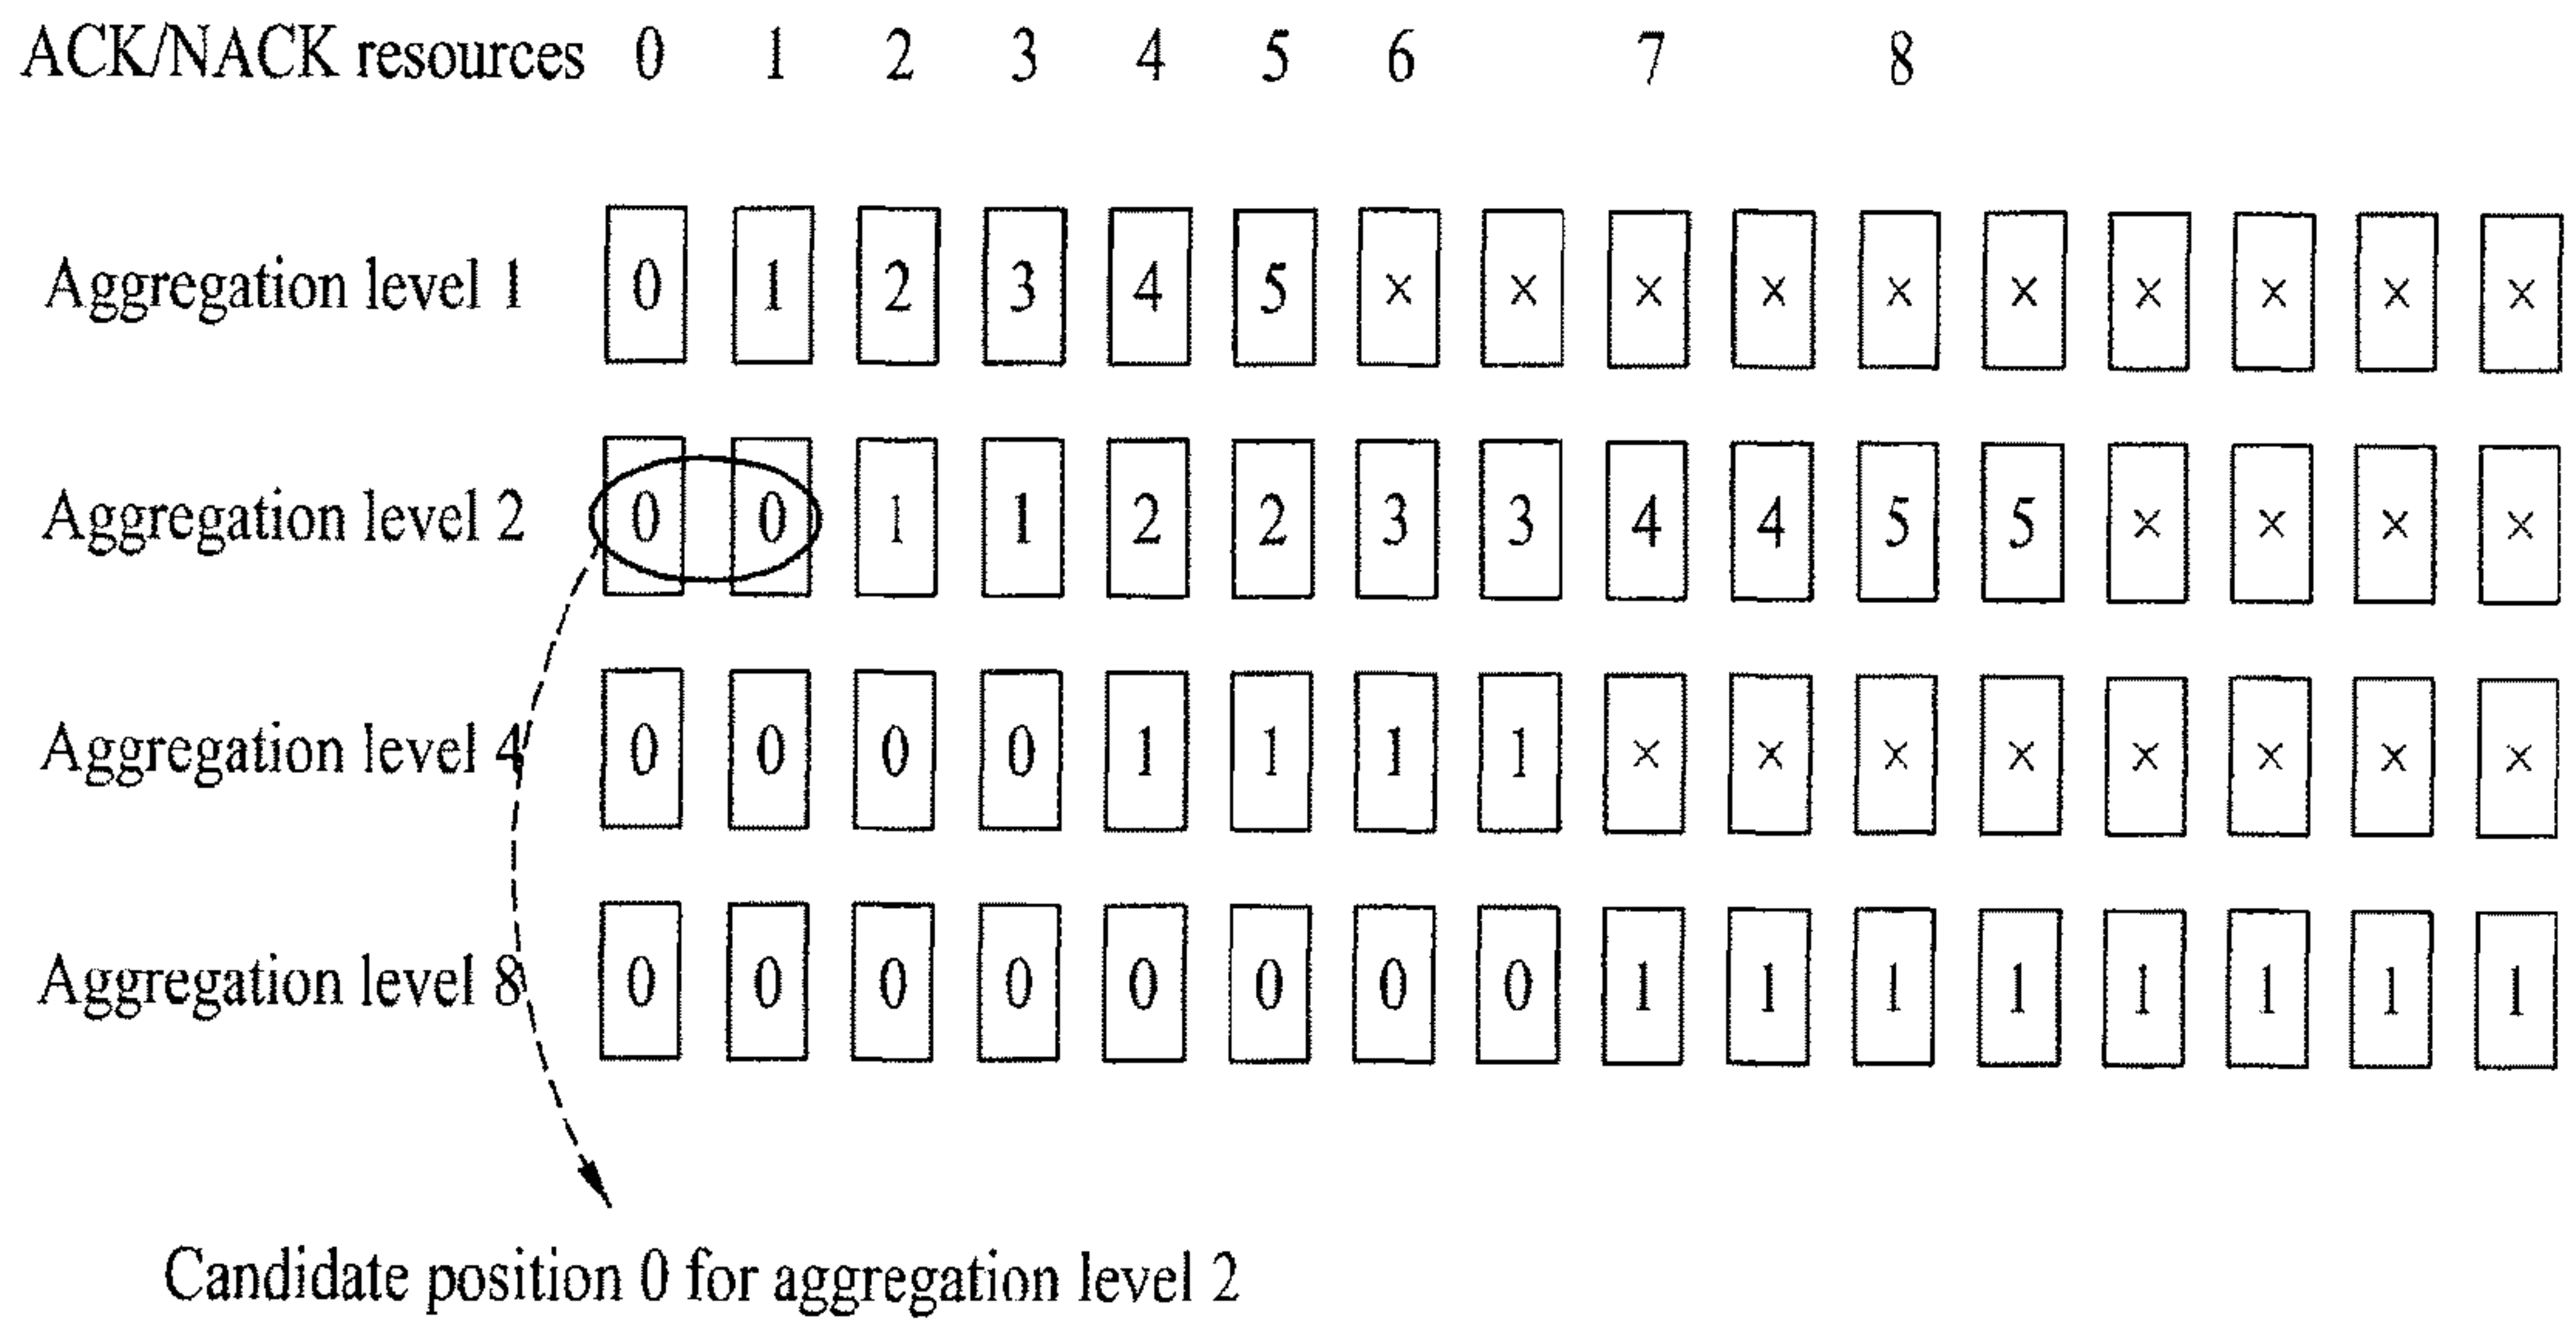 ACK/NACK resources 0 1 2 3 4 5 6 7 8
Aggregation level 1 0 1 2 3 4 5 × × × × × × × × × ×
Aggregation level 2 0 0 1 1 2 2 3 3 4 4 5 5 × × × ×
Aggregation level 4 0 0 0 0 1 1 1 1 × × × × × × × ×
Aggregation level 8 0 0 0 0 0 0 0 0 1 1 1 1 1 1 1 1
Candidate position 0 for aggregation level 2